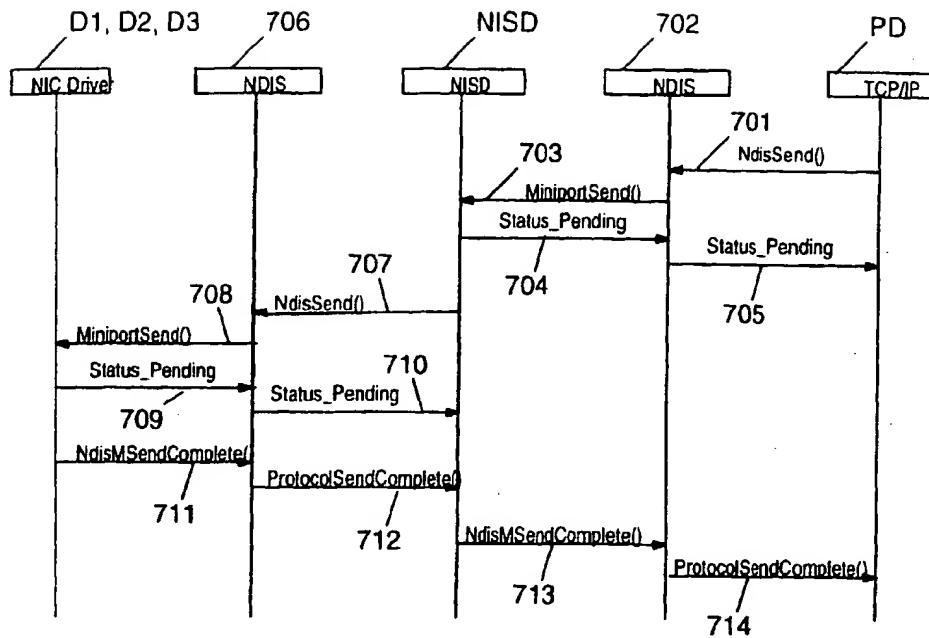 D1, D2, D3 706 NISD 702 PD
NIC Driver NDIS NISD NDIS TCP/IP
701
NdisSend()
703
MiniportSend()
Status_Pending
704
Status_Pending
705
707
NdisSend()
708
MiniportSend()
Status_Pending
709
710
Status_Pending
NdisMSendComplete(
711
ProtocolSendComplete()
712
NdisMSendComplete()
713
ProtocolSendComplete()
714